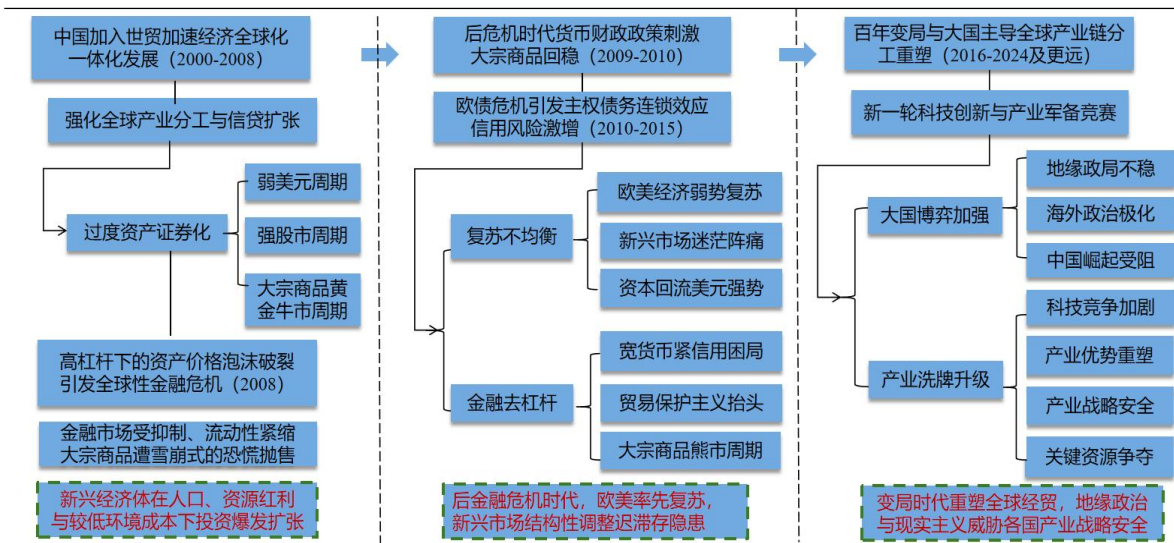 中国加入世贸加速经济全球化
一体化发展（2000-2008）
强化全球产业分工与信贷扩张
过度资产证券化
弱美元周期
强股市周期
大宗商品黄
金牛市周期
高杠杆下的资产价格泡沫破裂
引发全球性金融危机（2008）
金融市场受抑制、流动性紧缩
大宗商品遭雪崩式的恐慌抛售
新兴经济体在人口、资源红利
与较低环境成本下投资爆发扩张
后危机时代货币财政政策刺激
大宗商品回稳（2009-2010）
欧债危机引发主权债务连锁效应
信用风险激增（2010-2015）
复苏不均衡
欧美经济弱势复苏
新兴市场迷茫阵痛
资本回流美元强势
金融去杠杆
宽货币紧信用困局
贸易保护主义抬头
大宗商品熊市周期
后金融危机时代，欧美率先复苏，
新兴市场结构性调整迟滞存隐患
百年变局与大国主导全球产业链分
工重塑（2016-2024及更远）
新一轮科技创新与产业军备竞赛
大国博弈加强
地缘政局不稳
海外政治极化
中国崛起受阻
产业洗牌升级
科技竞争加剧
产业优势重塑
产业战略安全
关键资源争夺
变局时代重塑全球经贸，地缘政治
与现实主义威胁各国产业战略安全